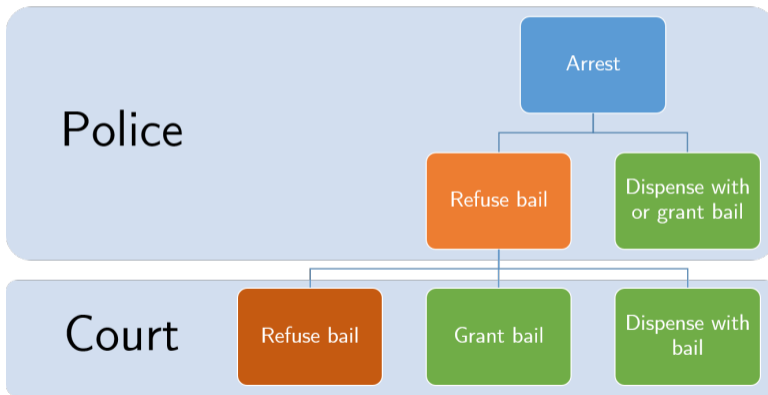 Arrest
Police
Refuse bail
Dispense with
or grant bail
Court
Refuse bail
Grant bail
Dispense with
bail